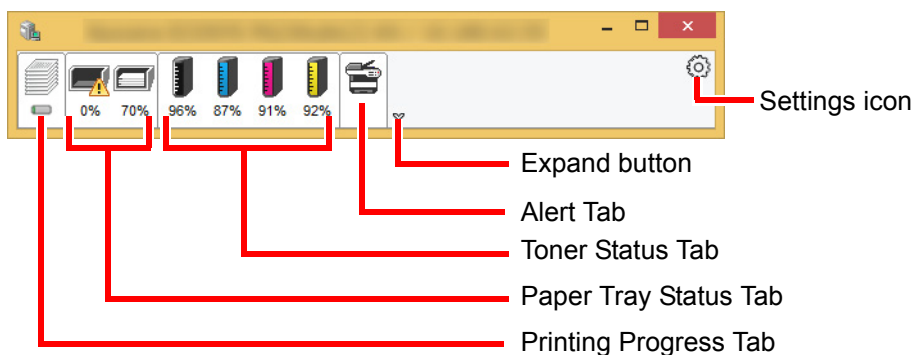 0% 70% 96% 87% 91% 92%
Settings icon
Expand button
Alert Tab
Toner Status Tab
Paper Tray Status Tab
Printing Progress Tab